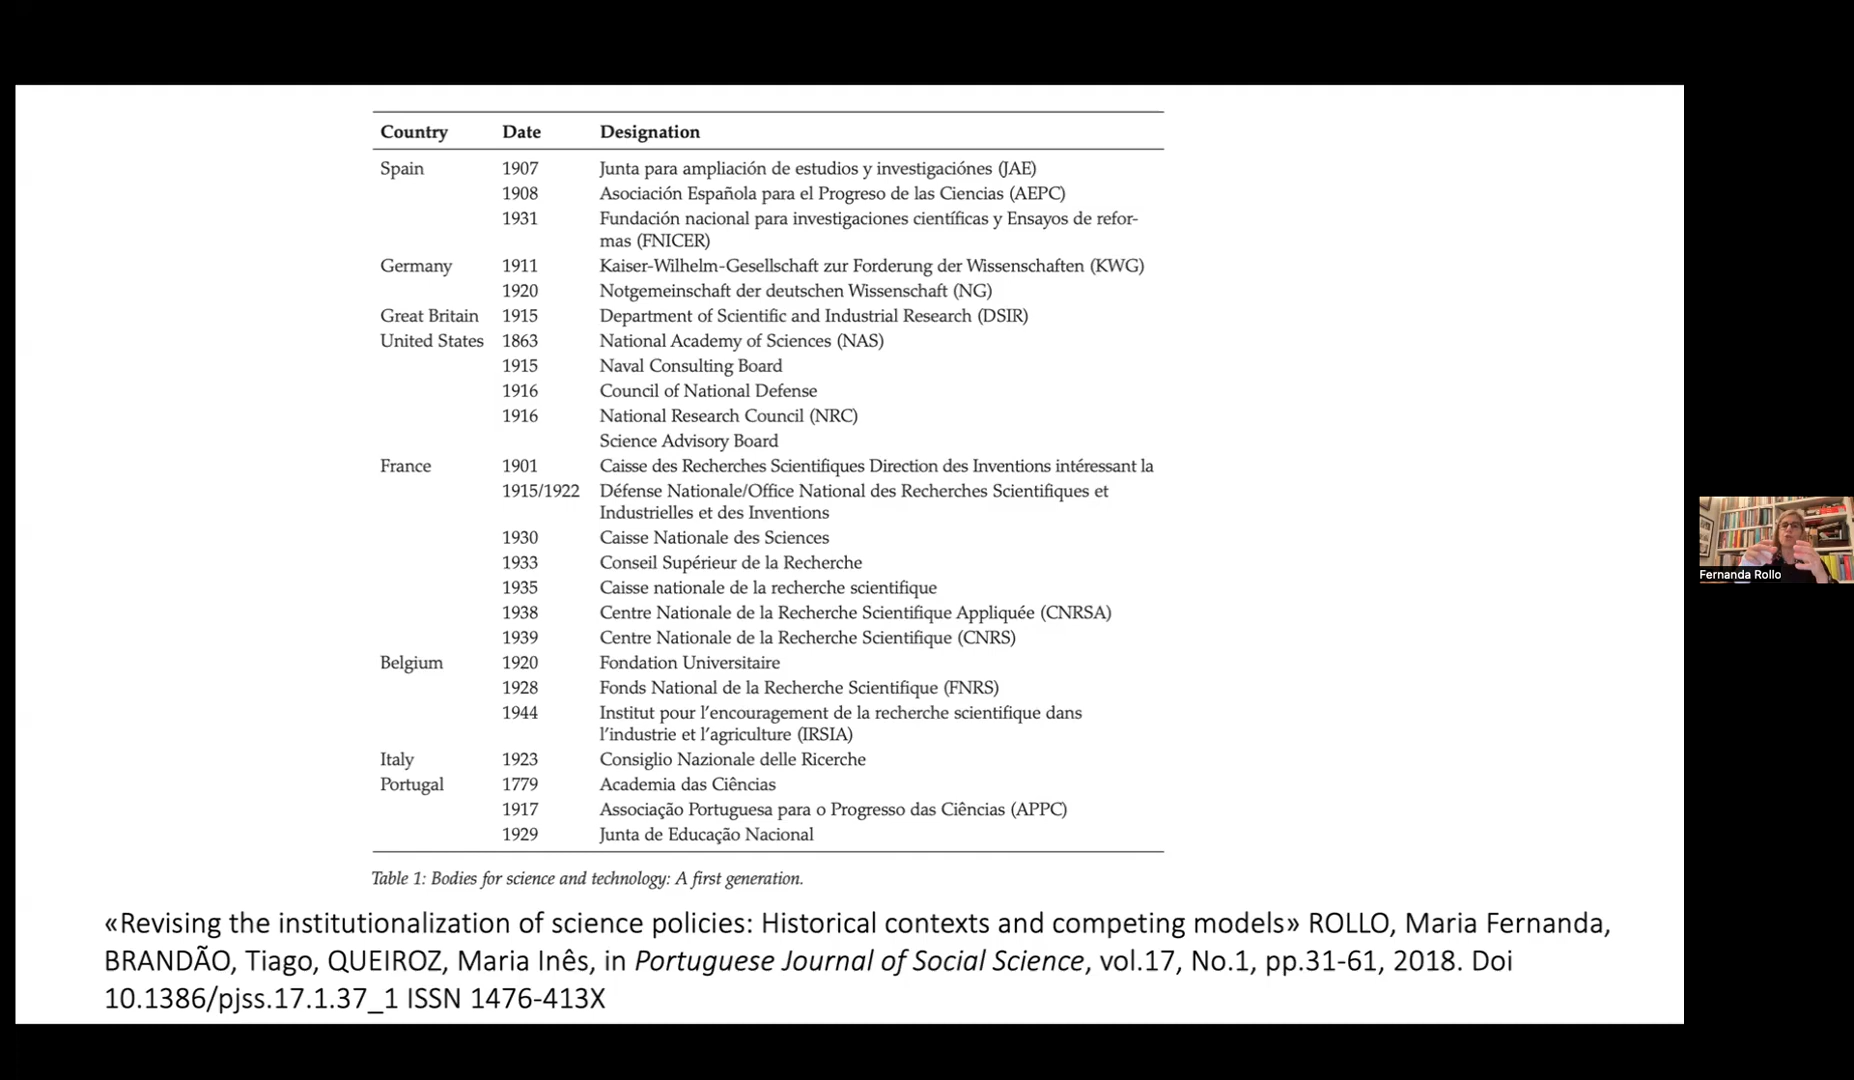 Country Date Designation
Spain 1907 Junta para ampliación de estudios y investigaciónes (JAE)
1908 Asociación Española para el Progreso de las Ciencias (AEPC)
1931 Fundación nacional para investigaciones científicas y Ensayos de refor-
mas (FNICER)
Germany 1911 Kaiser-Wilhelm-Gesellschaft zur Forderung der Wissenschaften (KWG)
1920 Notgemeinschaft der deutschen Wissenschaft (NG)
Great Britain 1915 Department of Scientific and Industrial Research (DSIR)
United States 1863 National Academy of Sciences (NAS)
1915 Naval Consulting Board
1916 Council of National Defense
1916 National Research Council (NRC)
Science Advisory Board
France 1901 Caisse des Recherches Scientifiques Direction des Inventions intéressant la
1915/1922 Défense Nationale/Office National des Recherches Scientifiques et
Industrielles et des Inventions
1930 Caisse Nationale des Sciences
1933 Conseil Supérieur de la Recherche
1935 Caisse nationale de la recherche scientifique
1938 Centre Nationale de la Recherche Scientifique Appliquée (CNRSA)
1939 Centre Nationale de la Recherche Scientifique (CNRS)
Belgium 1920 Fondation Universitaire
1928 Fonds National de la Recherche Scientifique (FNRS)
1944 Institut pour l'encouragement de la recherche scientifique dans
l'industrie et l'agriculture (IRSIA)
Italy 1923 Consiglio Nazionale delle Ricerche
Portugal 1779 Academia das Ciências
1917 Associação Portuguesa para o Progresso das Ciências (APPC)
1929 Junta de Educação Nacional
Table 1: Bodies for science and technology: A first generation.
«Revising the institutionalization of science policies: Historical contexts and competing models» ROLLO, Maria Fernanda,
BRANDÃO, Tiago, QUEIROZ, Maria Inês, in Portuguese Journal of Social Science, vol.17, No.1, pp.31-61, 2018. Doi
10.1386/pjss.17.1.37_1 ISSN 1476-413X
Fernanda Rollo